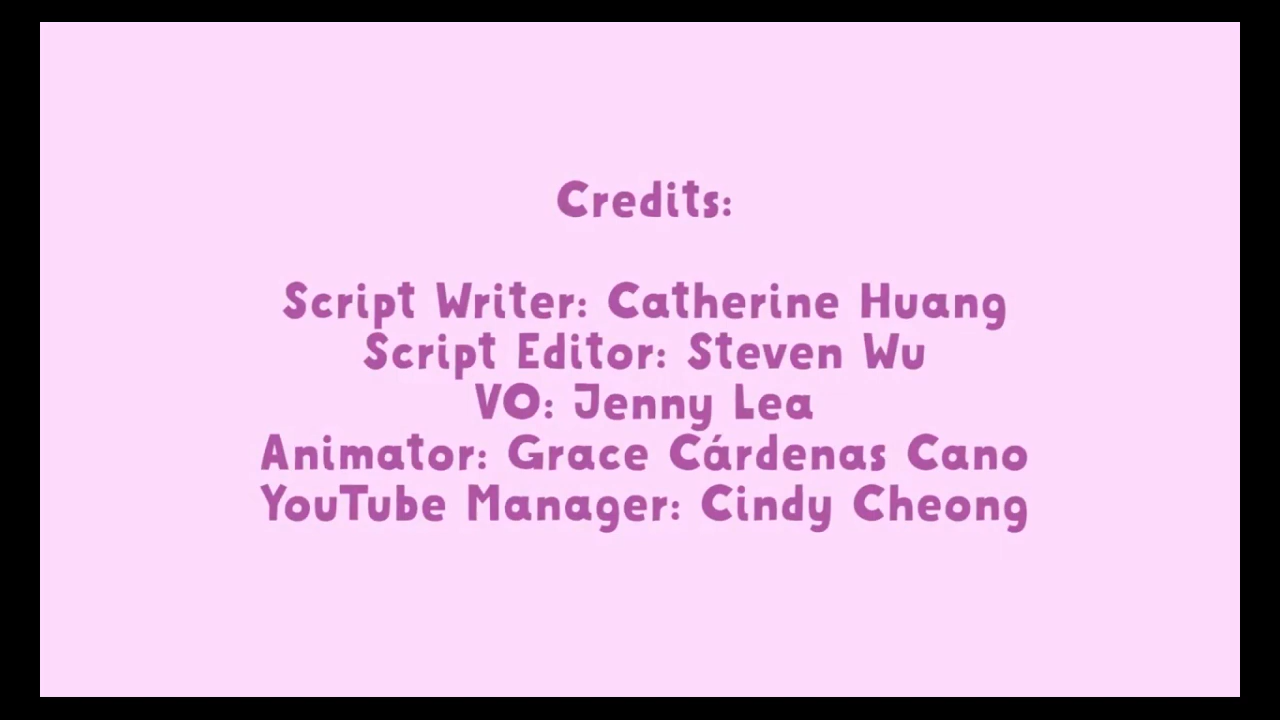 Credits:
Script Writer: Catherine Huang
Script Editor: Steven Wu
VO: Jenny Lea
Animator: Grace Cárdenas Cano
YouTube Manager: Cindy Cheong